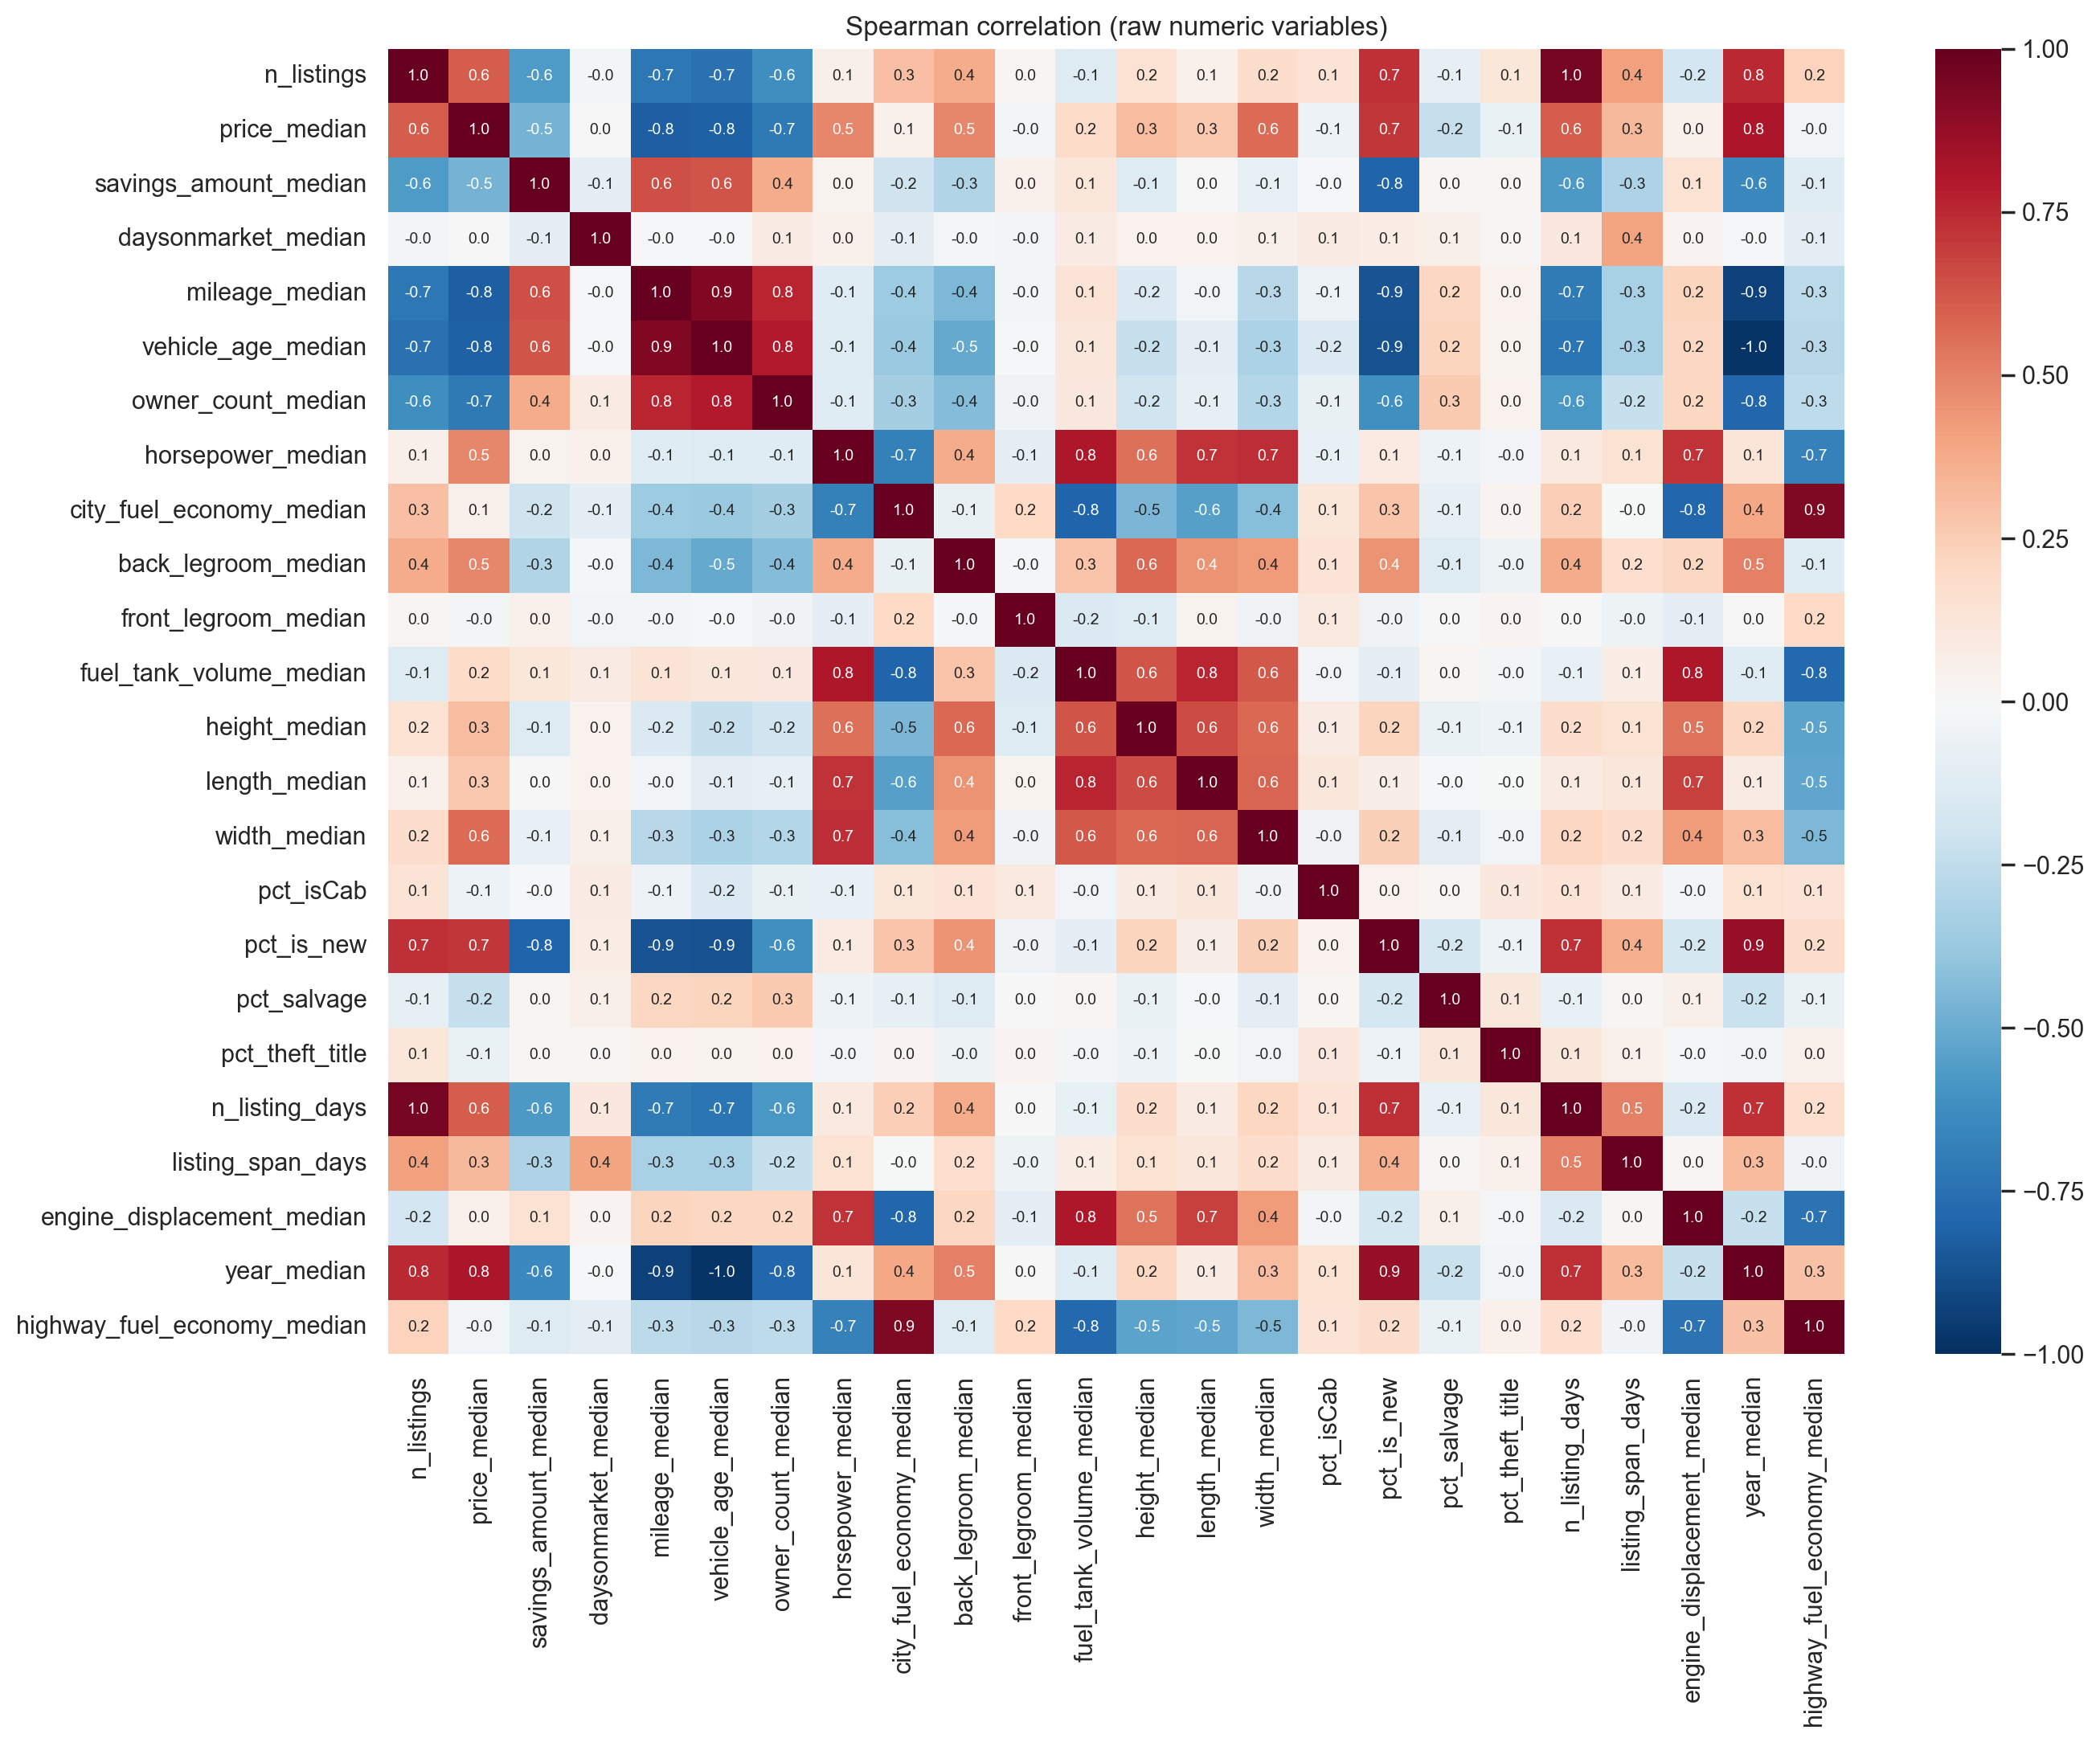 Spearman correlation (raw numeric variables)
n_listings 1.0 0.6 -0.6 -0.0 -0.7 -0.7 -0.6 0.1 0.3 0.4 0.0 -0.1 0.2 0.1 0.2 0.1 0.7 -0.1 0.1 1.0 0.4 -0.2 0.8 0.2
price_median 0.6 1.0 -0.5 0.0 -0.8 -0.8 -0.7 0.5 0.1 0.5 -0.0 0.2 0.3 0.3 0.6 -0.1 0.7 -0.2 -0.1 0.6 0.3 0.0 0.8 -0.0
savings_amount_median -0.6 -0.5 1.0 -0.1 0.6 0.6 0.4 0.0 -0.2 -0.3 0.0 0.1 -0.1 0.0 -0.1 -0.0 -0.8 0.0 0.0 -0.6 -0.3 0.1 -0.6 -0.1
daysonmarket_median -0.0 0.0 -0.1 1.0 -0.0 -0.0 0.1 0.0 -0.1 -0.0 -0.0 0.1 0.0 0.0 0.1 0.1 0.1 0.1 0.0 0.1 0.4 0.0 -0.0 -0.1
mileage_median -0.7 -0.8 0.6 -0.0 1.0 0.9 0.8 -0.1 -0.4 -0.4 -0.0 0.1 -0.2 -0.0 -0.3 -0.1 -0.9 0.2 0.0 -0.7 -0.3 0.2 -0.9 -0.3
vehicle_age_median -0.7 -0.8 0.6 -0.0 0.9 1.0 0.8 -0.1 -0.4 -0.5 -0.0 0.1 -0.2 -0.1 -0.3 -0.2 -0.9 0.2 0.0 -0.7 -0.3 0.2 -1.0 -0.3
owner_count_median -0.6 -0.7 0.4 0.1 0.8 0.8 1.0 -0.1 -0.3 -0.4 -0.0 0.1 -0.2 -0.1 -0.3 -0.1 -0.6 0.3 0.0 -0.6 -0.2 0.2 -0.8 -0.3
horsepower_median 0.1 0.5 0.0 0.0 -0.1 -0.1 -0.1 1.0 -0.7 0.4 -0.1 0.8 0.6 0.7 0.7 -0.1 0.1 -0.1 -0.0 0.1 0.1 0.7 0.1 -0.7
city_fuel_economy_median 0.3 0.1 -0.2 -0.1 -0.4 -0.4 -0.3 -0.7 1.0 -0.1 0.2 -0.8 -0.5 -0.6 -0.4 0.1 0.3 -0.1 0.0 0.2 -0.0 -0.8 0.4 0.9
back_legroom_median 0.4 0.5 -0.3 -0.0 -0.4 -0.5 -0.4 0.4 -0.1 1.0 -0.0 0.3 0.6 0.4 0.4 0.1 0.4 -0.1 -0.0 0.4 0.2 0.2 0.5 -0.1
front_legroom_median 0.0 -0.0 0.0 -0.0 -0.0 -0.0 -0.0 -0.1 0.2 -0.0 1.0 -0.2 -0.1 0.0 -0.0 0.1 -0.0 0.0 0.0 0.0 -0.0 -0.1 0.0 0.2
fuel_tank_volume_median -0.1 0.2 0.1 0.1 0.1 0.1 0.1 0.8 -0.8 0.3 -0.2 1.0 0.6 0.8 0.6 -0.0 -0.1 0.0 -0.0 -0.1 0.1 0.8 -0.1 -0.8
height_median 0.2 0.3 -0.1 0.0 -0.2 -0.2 -0.2 0.6 -0.5 0.6 -0.1 0.6 1.0 0.6 0.6 0.1 0.2 -0.1 -0.1 0.2 0.1 0.5 0.2 -0.5
length_median 0.1 0.3 0.0 0.0 -0.0 -0.1 -0.1 0.7 -0.6 0.4 0.0 0.8 0.6 1.0 0.6 0.1 0.1 -0.0 -0.0 0.1 0.1 0.7 0.1 -0.5
width_median 0.2 0.6 -0.1 0.1 -0.3 -0.3 -0.3 0.7 -0.4 0.4 -0.0 0.6 0.6 0.6 1.0 -0.0 0.2 -0.1 -0.0 0.2 0.2 0.4 0.3 -0.5
pct_isCab 0.1 -0.1 -0.0 0.1 -0.1 -0.2 -0.1 -0.1 0.1 0.1 0.1 -0.0 0.1 0.1 -0.0 1.0 0.0 0.0 0.1 0.1 0.1 -0.0 0.1 0.1
pct_is_new 0.7 0.7 -0.8 0.1 -0.9 -0.9 -0.6 0.1 0.3 0.4 -0.0 -0.1 0.2 0.1 0.2 0.0 1.0 -0.2 -0.1 0.7 0.4 -0.2 0.9 0.2
pct_salvage -0.1 -0.2 0.0 0.1 0.2 0.2 0.3 -0.1 -0.1 -0.1 0.0 0.0 -0.1 -0.0 -0.1 0.0 -0.2 1.0 0.1 -0.1 0.0 0.1 -0.2 -0.1
pct_theft_title 0.1 -0.1 0.0 0.0 0.0 0.0 0.0 -0.0 0.0 -0.0 0.0 -0.0 -0.1 -0.0 -0.0 0.1 -0.1 0.1 1.0 0.1 0.1 -0.0 -0.0 0.0
n_listing_days 1.0 0.6 -0.6 0.1 -0.7 -0.7 -0.6 0.1 0.2 0.4 0.0 -0.1 0.2 0.1 0.2 0.1 0.7 -0.1 0.1 1.0 0.5 -0.2 0.7 0.2
listing_span_days 0.4 0.3 -0.3 0.4 -0.3 -0.3 -0.2 0.1 -0.0 0.2 -0.0 0.1 0.1 0.1 0.2 0.1 0.4 0.0 0.1 0.5 1.0 0.0 0.3 -0.0
engine_displacement_median -0.2 0.0 0.1 0.0 0.2 0.2 0.2 0.7 -0.8 0.2 -0.1 0.8 0.5 0.7 0.4 -0.0 -0.2 0.1 -0.0 -0.2 0.0 1.0 -0.2 -0.7
year_median 0.8 0.8 -0.6 -0.0 -0.9 -1.0 -0.8 0.1 0.4 0.5 0.0 -0.1 0.2 0.1 0.3 0.1 0.9 -0.2 -0.0 0.7 0.3 -0.2 1.0 0.3
highway_fuel_economy_median 0.2 -0.0 -0.1 -0.1 -0.3 -0.3 -0.3 -0.7 0.9 -0.1 0.2 -0.8 -0.5 -0.5 -0.5 0.1 0.2 -0.1 0.0 0.2 -0.0 -0.7 0.3 1.0
n_listings
price_median
savings_amount_median
daysonmarket_median
mileage_median
vehicle_age_median
owner_count_median
horsepower_median
city_fuel_economy_median
back_legroom_median
front_legroom_median
fuel_tank_volume_median
height_median
length_median
width_median
pct_isCab
pct_is_new
pct_salvage
pct_theft_title
n_listing_days
listing_span_days
engine_displacement_median
year_median
highway_fuel_economy_median
1.00
0.75
0.50
0.25
0.00
−0.25
−0.50
−0.75
−1.00